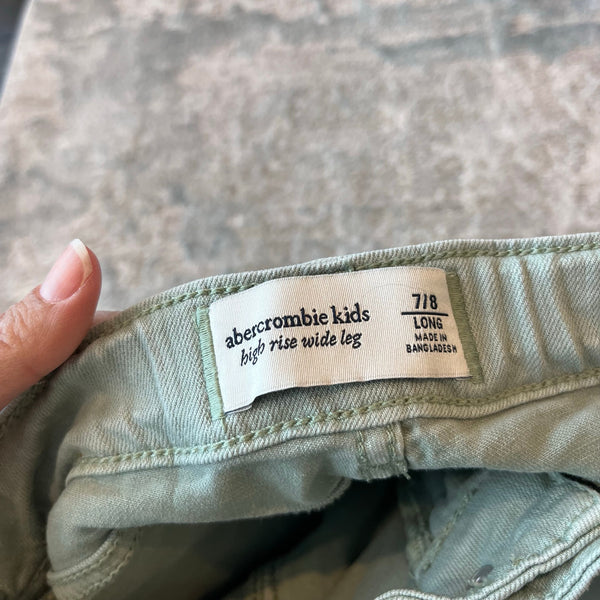 abercrombie kids
high rise wide leg
7/8
LONG
MADE IN
BANGLADESH